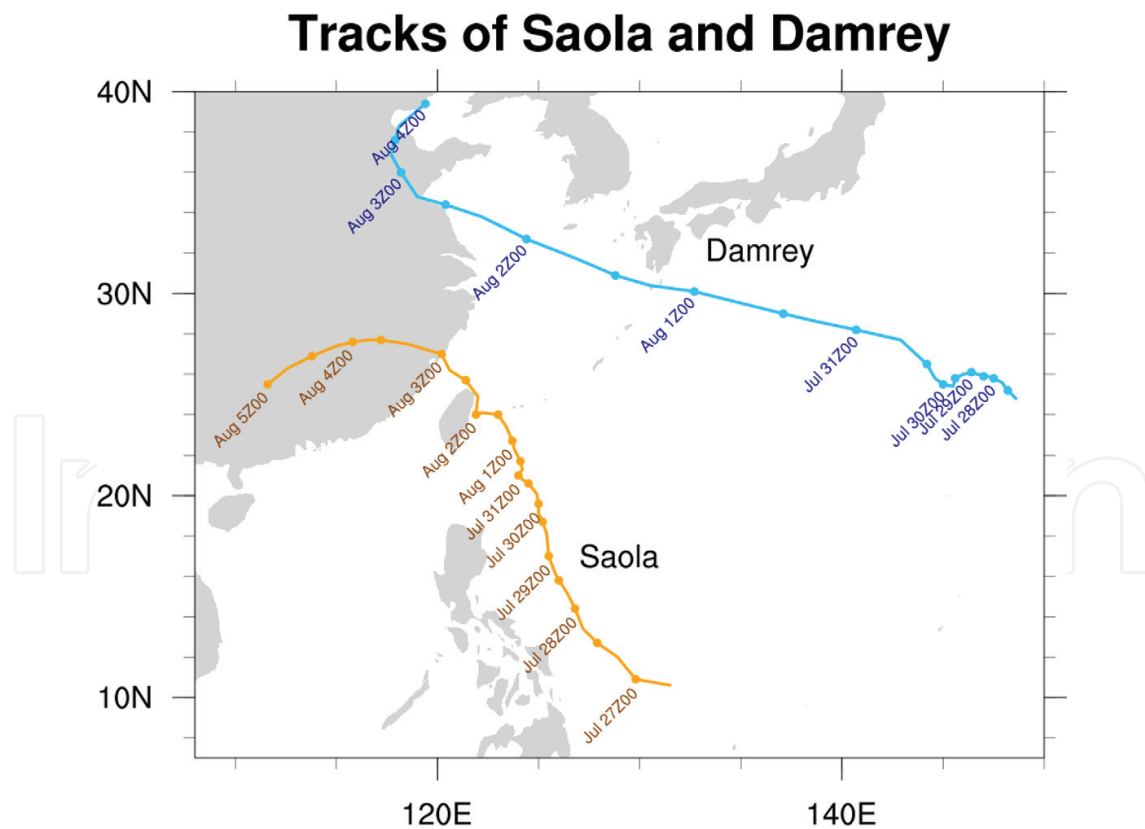 Tracks of Saola and Damrey
40N
30N
20N
10N
120E
140E
Damrey
Saola
Aug 4Z00
Aug 3Z00
Aug 2Z00
Aug 1Z00
Jul 31Z00
Jul 30Z00
Jul 29Z00
Jul 28Z00
Aug 5Z00
Aug 4Z00
Aug 3Z00
Aug 2Z00
Aug 1Z00
Jul 31Z00
Jul 30Z00
Jul 29Z00
Jul 28Z00
Jul 27Z00